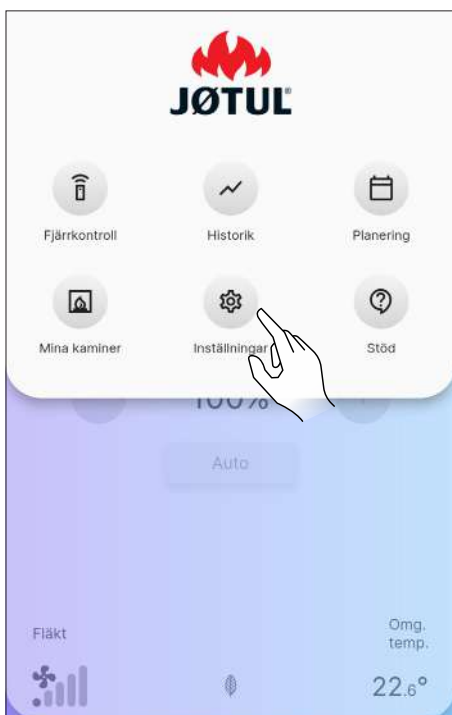 JØTUL®
Fjärrkontroll
Historik
Planering
Mina kaminer
Inställningar
Stöd
100%
Auto
Fläkt
Omg.
temp.
22.6°